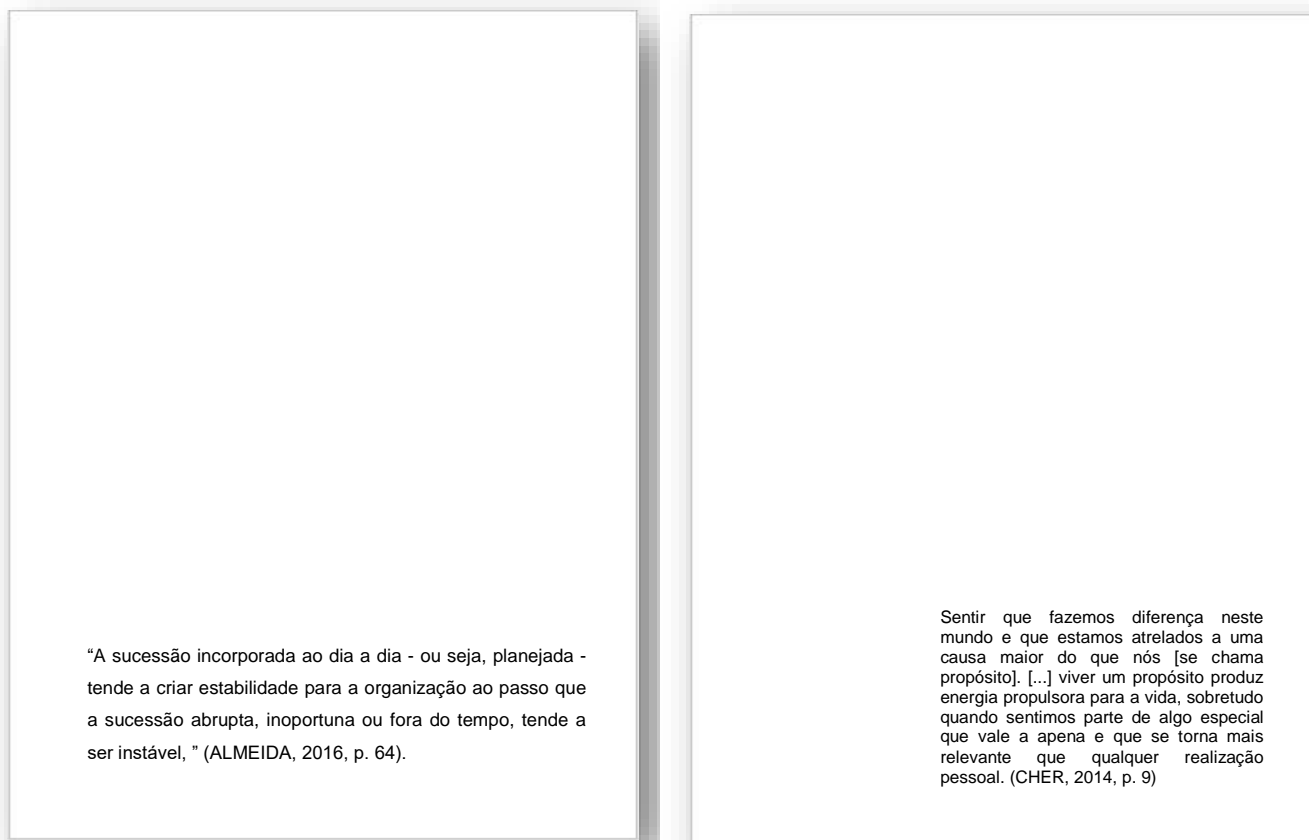 “A sucessão incorporada ao dia a dia - ou seja, planejada -
tende a criar estabilidade para a organização ao passo que
a sucessão abrupta, inoportuna ou fora do tempo, tende a
ser instável, ” (ALMEIDA, 2016, p. 64).
Sentir que fazemos diferença neste
mundo e que estamos atrelados a uma
causa maior do que nós [se chama
propósito]. [...] viver um propósito produz
energia propulsora para a vida, sobretudo
quando sentimos parte de algo especial
que vale a apena e que se torna mais
relevante que qualquer realização
pessoal. (CHER, 2014, p. 9)